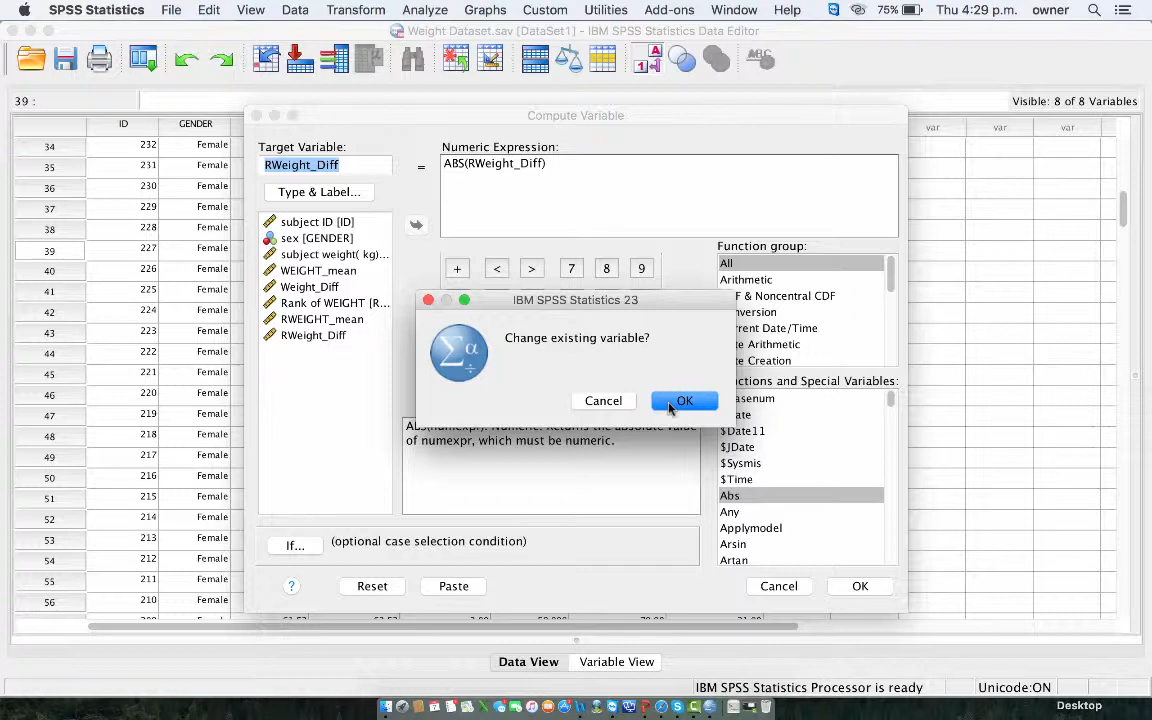 SPSS Statistics File Edit View Data Transform Analyze Graphs Custom Utilities Add-ons Window Help 75% Thu 4:29 p.m. owner
Weight Dataset.sav [DataSet1] - IBM SPSS Statistics Data Editor
39 :
Visible: 8 of 8 Variables
ID GENDER var var var
34 232 Female
35 231 Female
36 230 Female
37 229 Female
38 228 Female
39 227 Female
40 226 Female
41 225 Female
42 224 Female
43 223 Female
44 222 Female
45 221 Female
46 220 Female
47 219 Female
48 218 Female
49 217 Female
50 216 Female
51 215 Female
52 214 Female
53 213 Female
54 212 Female
55 211 Female
56 210 Female
Compute Variable
Target Variable:
RWeight_Diff
=
Type & Label...
subject ID [ID]
sex [GENDER]
subject weight( kg)...
WEIGHT_mean
Weight_Diff
Rank of WEIGHT [R...
RWEIGHT_mean
RWeight_Diff
Numeric Expression:
ABS(RWeight_Diff)
+ < > 7 8 9
Function group:
All
Arithmetic
F & Noncentral CDF
nversion
rrent Date/Time
te Arithmetic
te Creation
IBM SPSS Statistics 23
Change existing variable?
Cancel OK
nctions and Special Variables:
asenum
ate
$Date11
$JDate
$Sysmis
$Time
Abs
Any
Applymodel
Arsin
Artan
ABS(numexpr). Numeric. Returns the absolute value
of numexpr, which must be numeric.
If... (optional case selection condition)
? Reset Paste Cancel OK
Data View Variable View
IBM SPSS Statistics Processor is ready Unicode:ON
Desktop